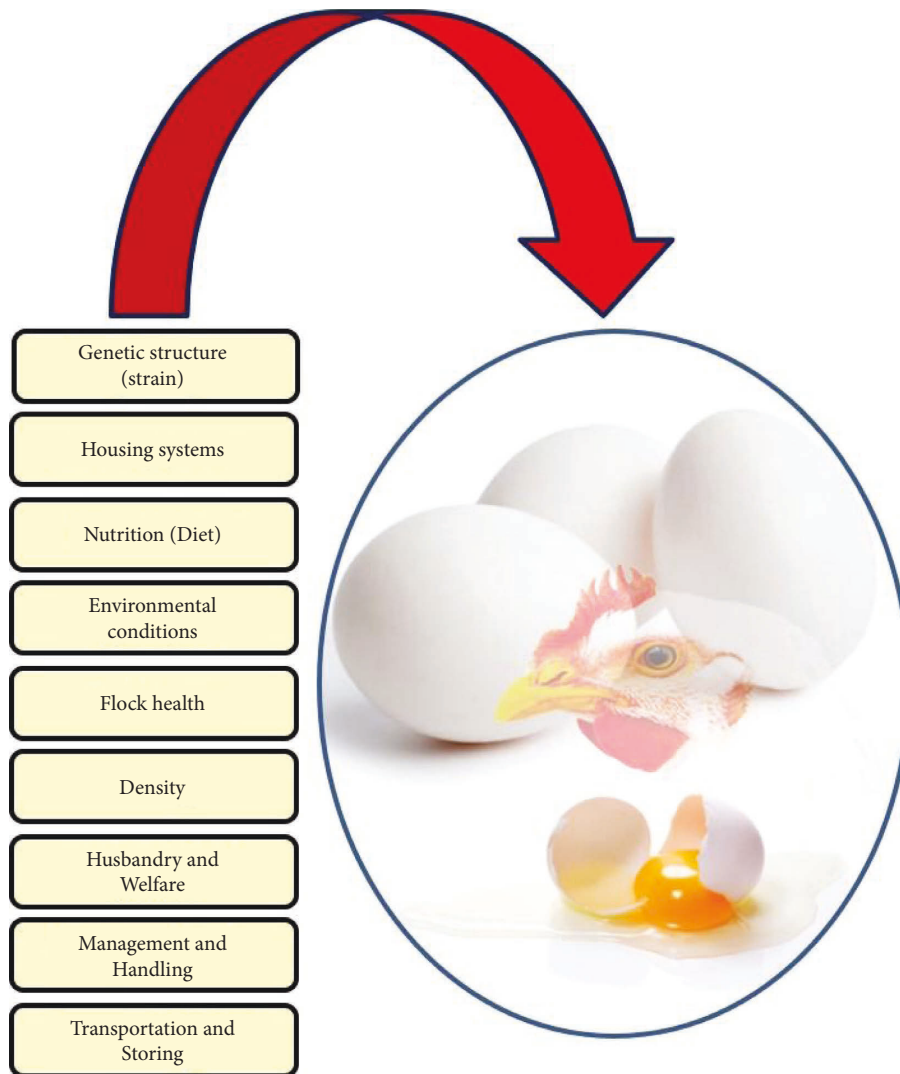 Genetic structure
(strain)
Housing systems
Nutrition (Diet)
Environmental
conditions
Flock health
Density
Husbandry and
Welfare
Management and
Handling
Transportation and
Storing